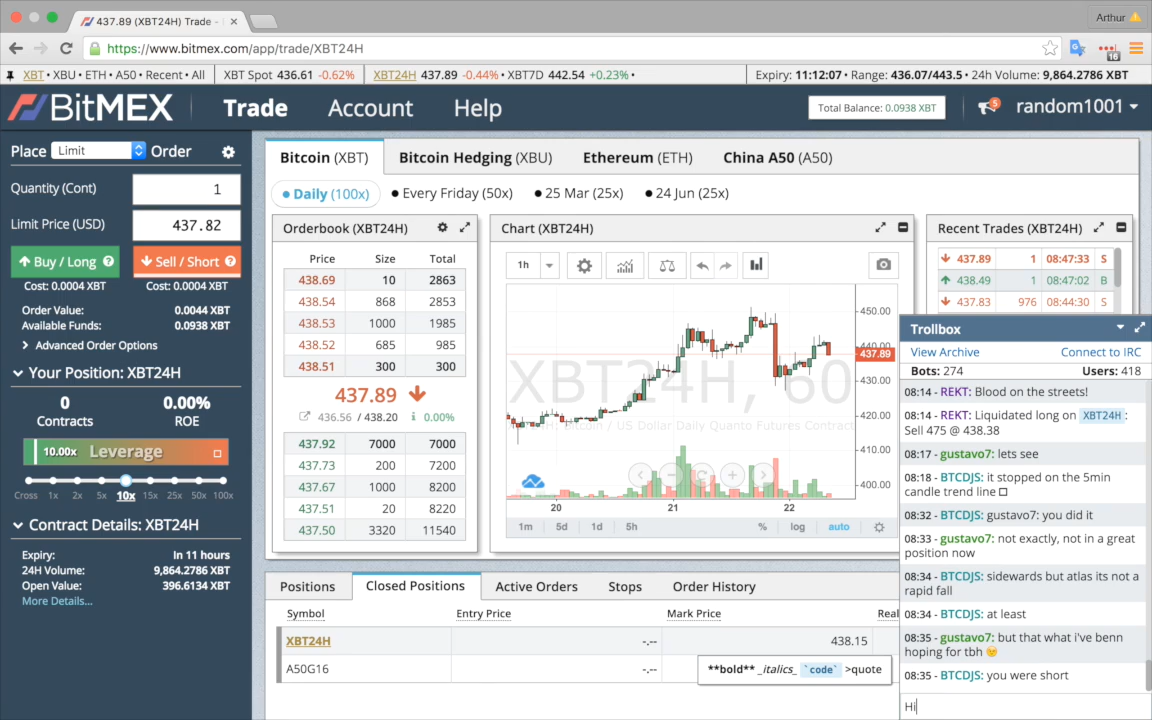 437.89 (XBT24H) Trade -
Arthur
https://www.bitmex.com/app/trade/XBT24H
16
XBT • XBU • ETH • A50 • Recent • All
XBT Spot 436.61 -0.62%
XBT24H 437.89 -0.44% • XBT7D 442.54 +0.23% •
Expiry: 11:12:07 • Range: 436.07/443.5 • 24h Volume: 9,864.2786 XBT
BitMEX
Trade
Account
Help
Total Balance: 0.0938 XBT
5
random1001
Place Limit Order
Quantity (Cont) 1
Limit Price (USD) 437.82
Buy / Long ?
Sell / Short ?
Cost: 0.0004 XBT
Cost: 0.0004 XBT
Order Value: 0.0044 XBT
Available Funds: 0.0938 XBT
Advanced Order Options
Your Position: XBT24H
0 0.00%
Contracts ROE
10.00x Leverage
Cross 1x 2x 5x 10x 15x 25x 50x 100x
Contract Details: XBT24H
Expiry: In 11 hours
24H Volume: 9,864.2786 XBT
Open Value: 396.6134 XBT
More Details...
Bitcoin (XBT)
Bitcoin Hedging (XBU)
Ethereum (ETH)
China A50 (A50)
Daily (100x)
Every Friday (50x)
25 Mar (25x)
24 Jun (25x)
Orderbook (XBT24H)
Price Size Total
438.69 10 2863
438.54 868 2853
438.53 1000 1985
438.52 685 985
438.51 300 300
437.89
436.56 / 438.20 0.00%
437.92 7000 7000
437.73 200 7200
437.67 1000 8200
437.51 20 8220
437.50 3320 11540
Chart (XBT24H)
1h
XBT24H, 60
Bitcoin / US Dollar Daily Quanto Futures Contract
450.00
440.00
437.89
430.00
420.00
410.00
400.00
20 21 22
1m 5d 1d 5h
% log auto
Recent Trades (XBT24H)
437.89 1 08:47:33 S
438.49 1 08:47:02 B
437.83 976 08:44:30 S
Positions
Closed Positions
Active Orders
Stops
Order History
Symbol Entry Price Mark Price Real
XBT24H -.-- 438.15
A50G16 -.--
**bold** _italics_ `code` >quote
Trollbox
View Archive Connect to IRC
Bots: 274 Users: 418
08:14 - REKT: Blood on the streets!
08:14 - REKT: Liquidated long on XBT24H:
Sell 475 @ 438.38
08:17 - gustavo7: lets see
08:18 - BTCDJS: it stopped on the 5min
candle trend line
08:32 - BTCDJS: gustavo7: you did it
08:33 - gustavo7: not exactly, not in a great
position now
08:34 - BTCDJS: sidewards but atlas its not a
rapid fall
08:34 - BTCDJS: at least
08:35 - gustavo7: but that what i've benn
hoping for tbh
08:35 - BTCDJS: you were short
Hi